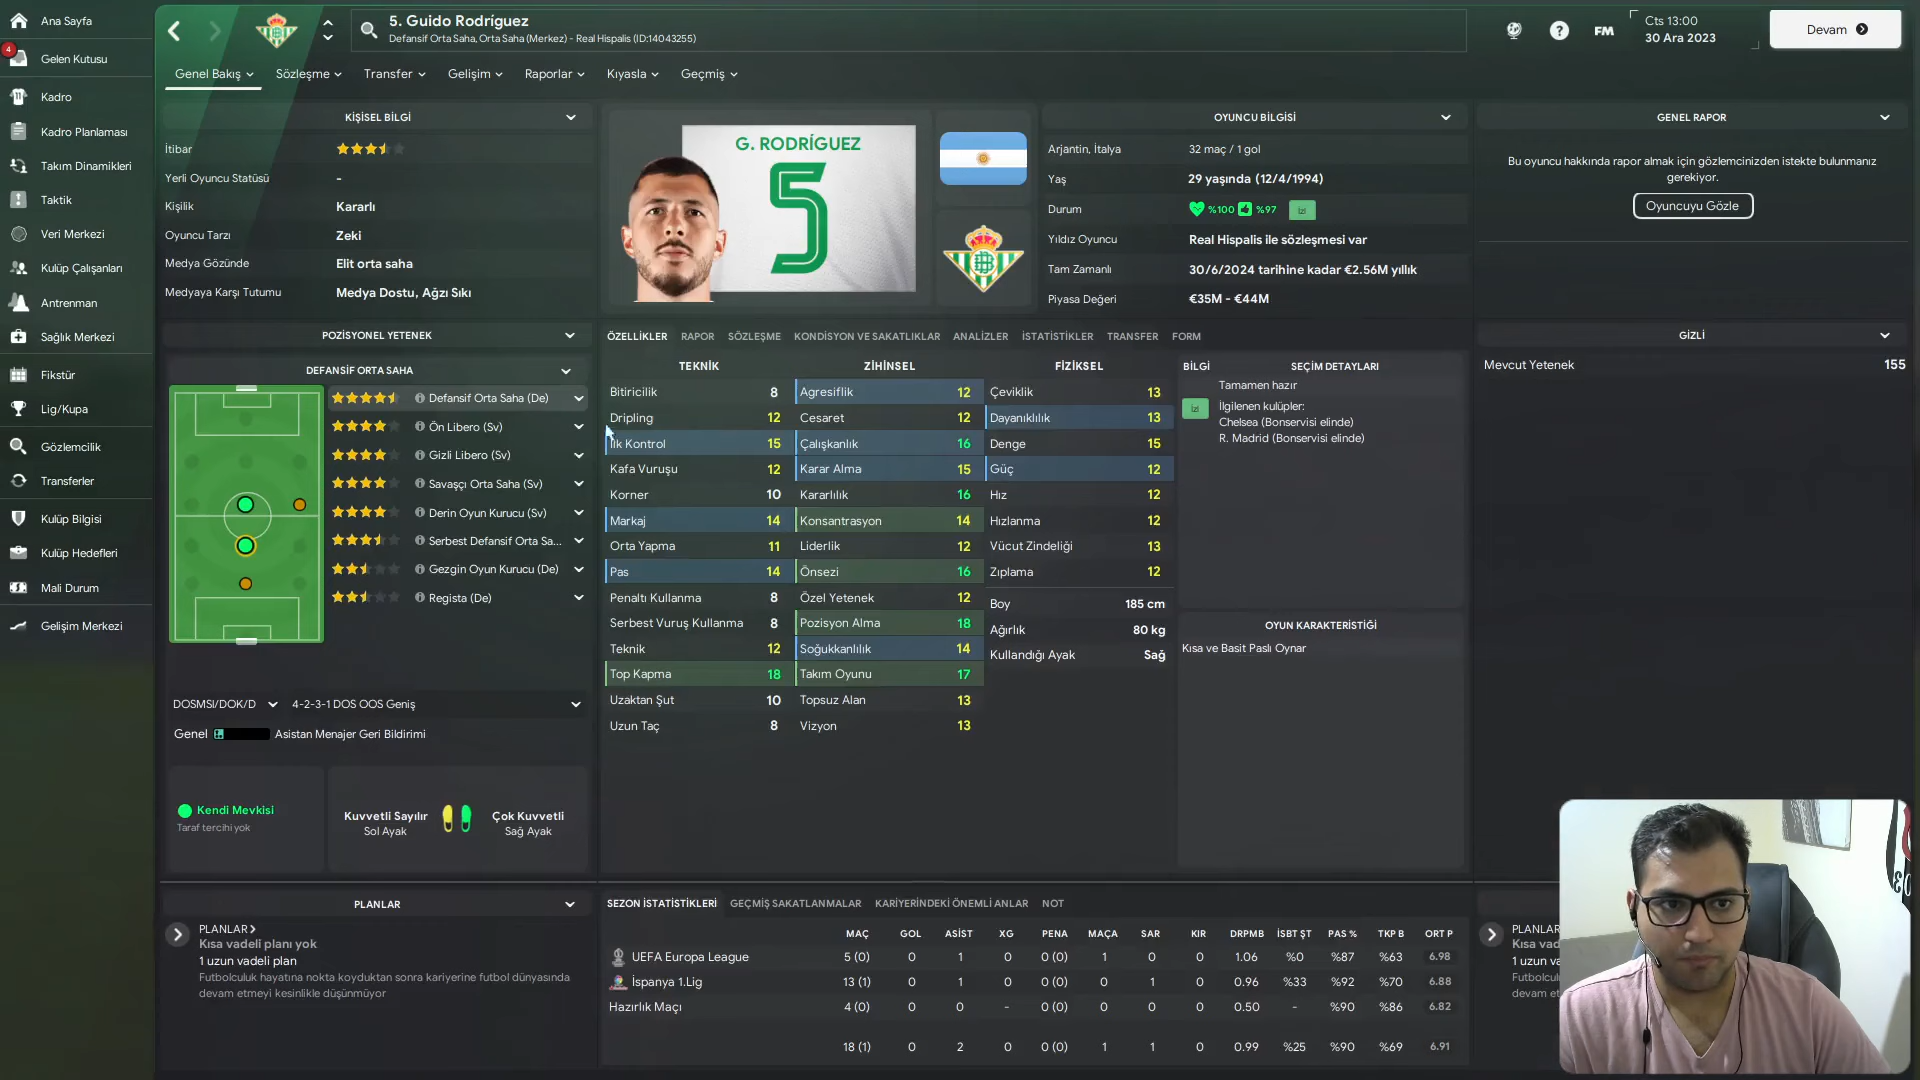 Ana Sayfa
4
Gelen Kutusu
Kadro
Kadro Planlaması
Takım Dinamikleri
Taktik
Veri Merkezi
Kulüp Çalışanları
Antrenman
Sağlık Merkezi
Fikstür
Lig/Kupa
Gözlemcilik
Transferler
Kulüp Bilgisi
Kulüp Hedefleri
Mali Durum
Gelişim Merkezi
5. Guido Rodríguez
Defansif Orta Saha, Orta Saha (Merkez) - Real Hispalis (ID:14043255)
FM
Cts 13:00
30 Ara 2023
Devam
Genel Bakış Sözleşme Transfer Gelişim Raporlar Kıyasla Geçmiş
KİŞİSEL BİLGİ
İtibar
Yerli Oyuncu Statüsü -
Kişilik Kararlı
Oyuncu Tarzı Zeki
Medya Gözünde Elit orta saha
Medyaya Karşı Tutumu Medya Dostu, Ağzı Sıkı
G. RODRÍGUEZ
5
OYUNCU BİLGİSİ
Arjantin, İtalya 32 maç / 1 gol
Yaş 29 yaşında (12/4/1994)
Durum %100 %97 İzl
Yıldız Oyuncu Real Hispalis ile sözleşmesi var
Tam Zamanlı 30/6/2024 tarihine kadar €2.56M yıllık
Piyasa Değeri €35M - €44M
GENEL RAPOR
Bu oyuncu hakkında rapor almak için gözlemcinizden istekte bulunmanız
gerekiyor.
Oyuncuyu Gözle
POZİSYONEL YETENEK
DEFANSİF ORTA SAHA
Defansif Orta Saha (De)
Ön Libero (Sv)
Gizli Libero (Sv)
Savaşçı Orta Saha (Sv)
Derin Oyun Kurucu (Sv)
Serbest Defansif Orta Sa...
Gezgin Oyun Kurucu (De)
Regista (De)
DOSMSI/DOK/D 4-2-3-1 DOS OOS Geniş
Genel Asistan Menajer Geri Bildirimi
Kendi Mevkisi
Taraf tercihi yok
Kuvvetli Sayılır
Sol Ayak
Çok Kuvvetli
Sağ Ayak
ÖZELLİKLER RAPOR SÖZLEŞME KONDİSYON VE SAKATLIKLAR ANALİZLER İSTATİSTİKLER TRANSFER FORM
TEKNİK
Bitiricilik 8
Dripling 12
İlk Kontrol 15
Kafa Vuruşu 12
Korner 10
Markaj 14
Orta Yapma 11
Pas 14
Penaltı Kullanma 8
Serbest Vuruş Kullanma 8
Teknik 12
Top Kapma 18
Uzaktan Şut 10
Uzun Taç 8
ZİHİNSEL
Agresiflik 12
Cesaret 12
Çalışkanlık 16
Karar Alma 15
Kararlılık 16
Konsantrasyon 14
Liderlik 12
Önsezi 16
Özel Yetenek 12
Pozisyon Alma 18
Soğukkanlılık 14
Takım Oyunu 17
Topsuz Alan 13
Vizyon 13
FİZİKSEL
Çeviklik 13
Dayanıklılık 13
Denge 15
Güç 12
Hız 12
Hızlanma 12
Vücut Zindeliği 13
Zıplama 12
Boy 185 cm
Ağırlık 80 kg
Kullandığı Ayak Sağ
BİLGİ SEÇİM DETAYLARI
Tamamen hazır
İzl
İlgilenen kulüpler:
Chelsea (Bonservisi elinde)
R. Madrid (Bonservisi elinde)
OYUN KARAKTERİSTİĞİ
Kısa ve Basit Paslı Oynar
GİZLİ
Mevcut Yetenek 155
PLANLAR
PLANLAR
Kısa vadeli planı yok
1 uzun vadeli plan
Futbolculuk hayatına nokta koyduktan sonra kariyerine futbol dünyasında
devam etmeyi kesinlikle düşünmüyor
SEZON İSTATİSTİKLERİ GEÇMİŞ SAKATLANMALAR KARİYERİNDEKİ ÖNEMLİ ANLAR NOT
MAÇ GOL ASİST XG PENA MAÇA SAR KIR DRPMB İSBT ŞT PAS % TKP B ORT P
UEFA Europa League 5 (0) 0 1 0 0 (0) 1 0 0 1.06 %0 %87 %63 6.98
İspanya 1.Lig 13 (1) 0 1 0 0 (0) 0 1 0 0.96 %33 %92 %70 6.88
Hazırlık Maçı 4 (0) 0 0 - 0 (0) 0 0 0 0.50 - %90 %86 6.82
18 (1) 0 2 0 0 (0) 1 1 0 0.99 %25 %90 %69 6.91
PLANLAR
Kısa vad
1 uzun va
Futbolcul
devam et